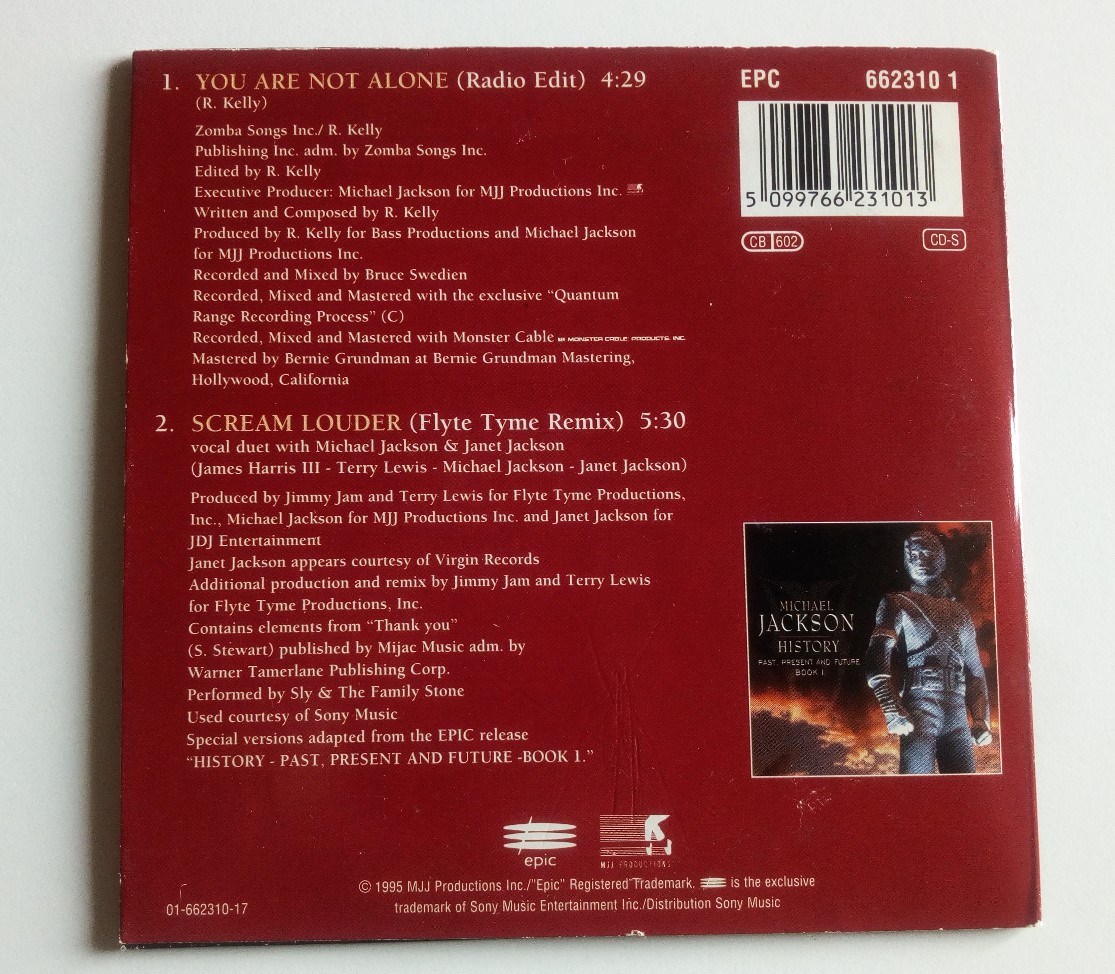 1. YOU ARE NOT ALONE (Radio Edit) 4:29
(R. Kelly)
Zomba Songs Inc./ R. Kelly
Publishing Inc. adm. by Zomba Songs Inc.
Edited by R. Kelly
Executive Producer: Michael Jackson for MJJ Productions Inc.
Written and Composed by R. Kelly
Produced by R. Kelly for Bass Productions and Michael Jackson
for MJJ Productions Inc.
Recorded and Mixed by Bruce Swedien
Recorded, Mixed and Mastered with the exclusive “Quantum
Range Recording Process” (C)
Recorded, Mixed and Mastered with Monster Cable MONSTER CABLE PRODUCTS, INC.
Mastered by Bernie Grundman at Bernie Grundman Mastering,
Hollywood, California
2. SCREAM LOUDER (Flyte Tyme Remix) 5:30
vocal duet with Michael Jackson & Janet Jackson
(James Harris III - Terry Lewis - Michael Jackson - Janet Jackson)
Produced by Jimmy Jam and Terry Lewis for Flyte Tyme Productions,
Inc., Michael Jackson for MJJ Productions Inc. and Janet Jackson for
JDJ Entertainment
Janet Jackson appears courtesy of Virgin Records
Additional production and remix by Jimmy Jam and Terry Lewis
for Flyte Tyme Productions, Inc.
Contains elements from “Thank you”
(S. Stewart) published by Mijac Music adm. by
Warner Tamerlane Publishing Corp.
Performed by Sly & The Family Stone
Used courtesy of Sony Music
Special versions adapted from the EPIC release
“HISTORY - PAST, PRESENT AND FUTURE -BOOK 1.”
EPC 662310 1
5 099766 231013
CB 602 CD-S
MICHAEL
JACKSON
HISTORY
PAST, PRESENT AND FUTURE
BOOK I
epic
MJJ PRODUCTIONS
© 1995 MJJ Productions Inc./"Epic" Registered Trademark. is the exclusive
trademark of Sony Music Entertainment Inc./Distribution Sony Music
01-662310-17